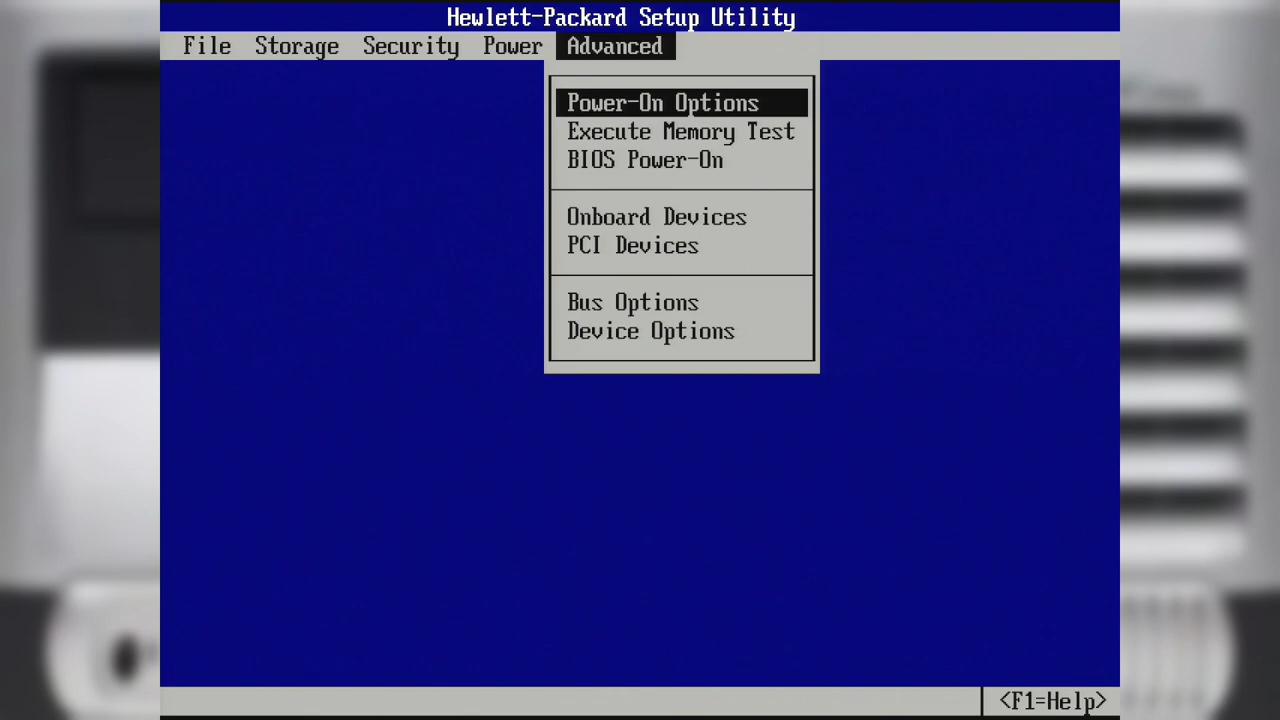 Hewlett-Packard Setup Utility
File Storage Security Power Advanced
Power-On Options
Execute Memory Test
BIOS Power-On
Onboard Devices
PCI Devices
Bus Options
Device Options
<F1=Help>